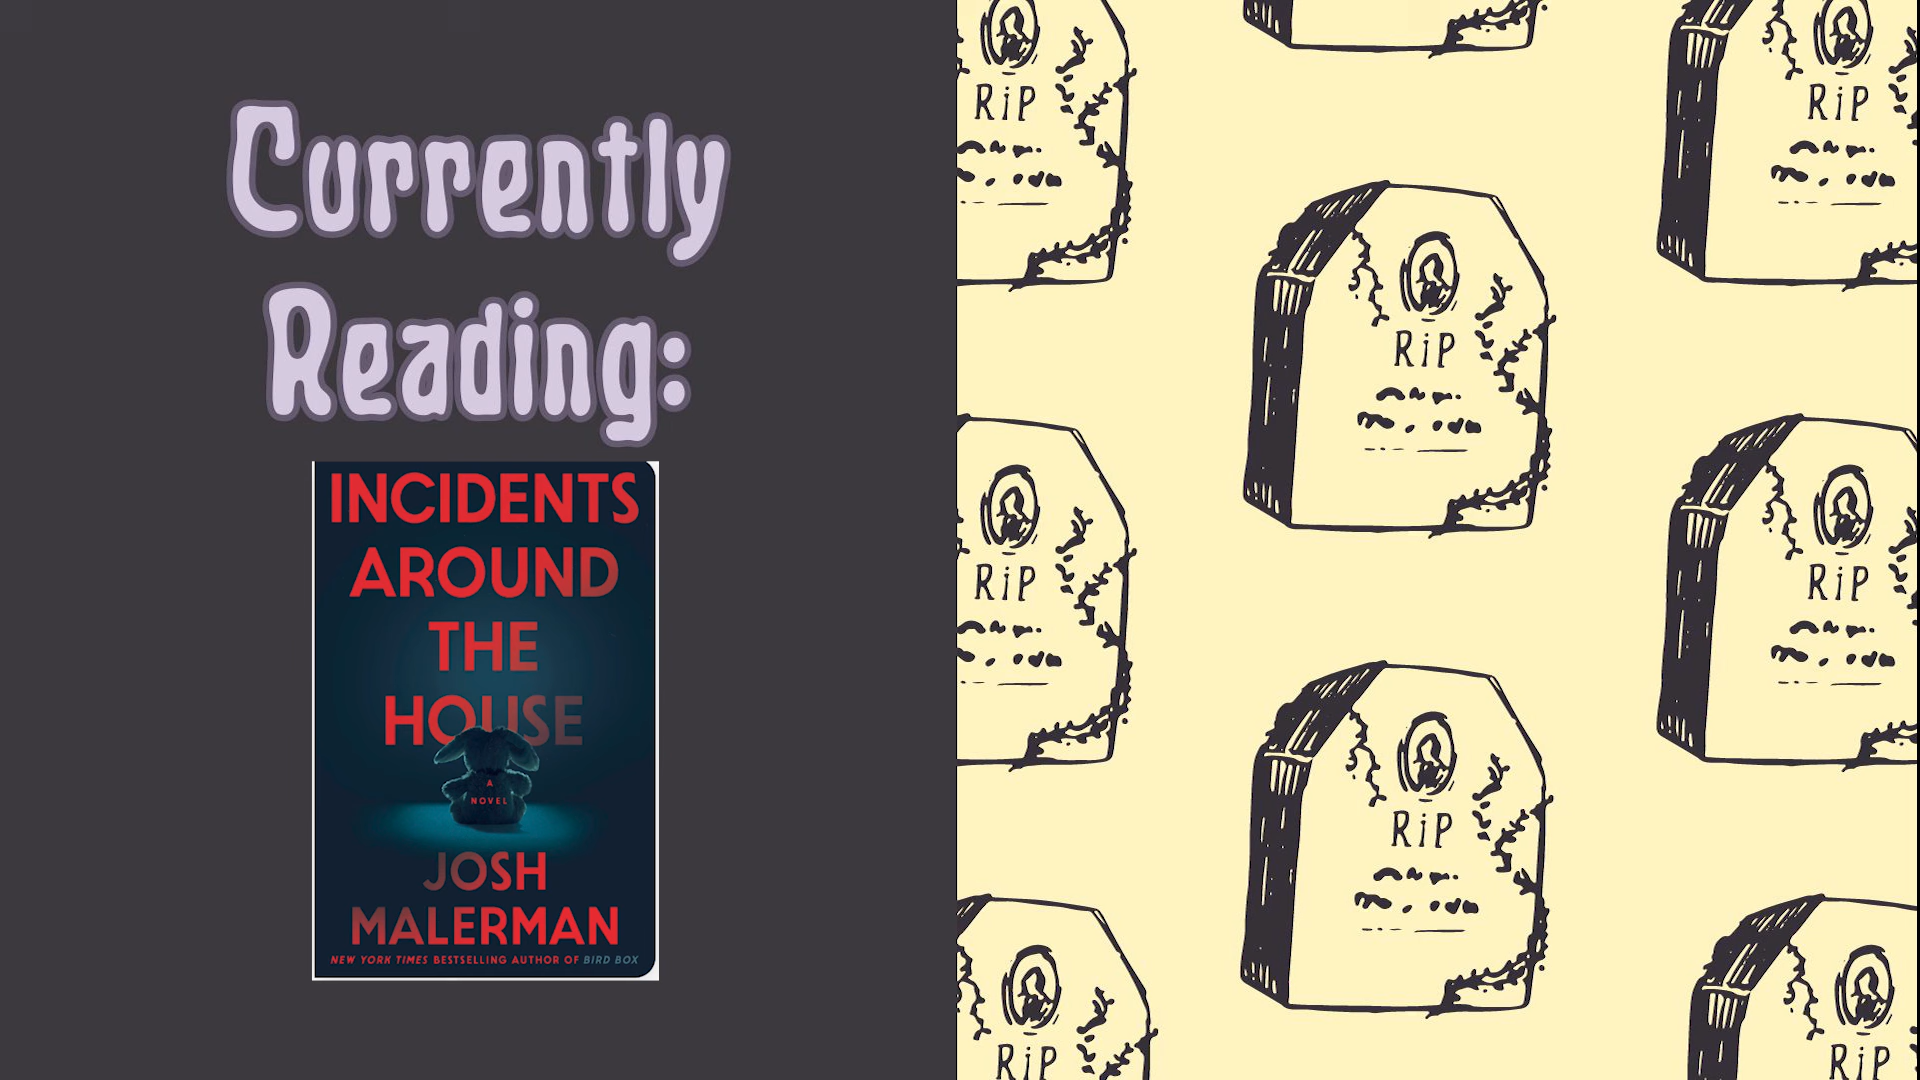 Currently
Reading:
INCIDENTS
AROUND
THE
HOUSE
A
NOVEL
JOSH
MALERMAN
NEW YORK TIMES BESTSELLING AUTHOR OF BIRD BOX
RiP
RiP
RiP
RiP
RiP
RiP
RiP
RiP